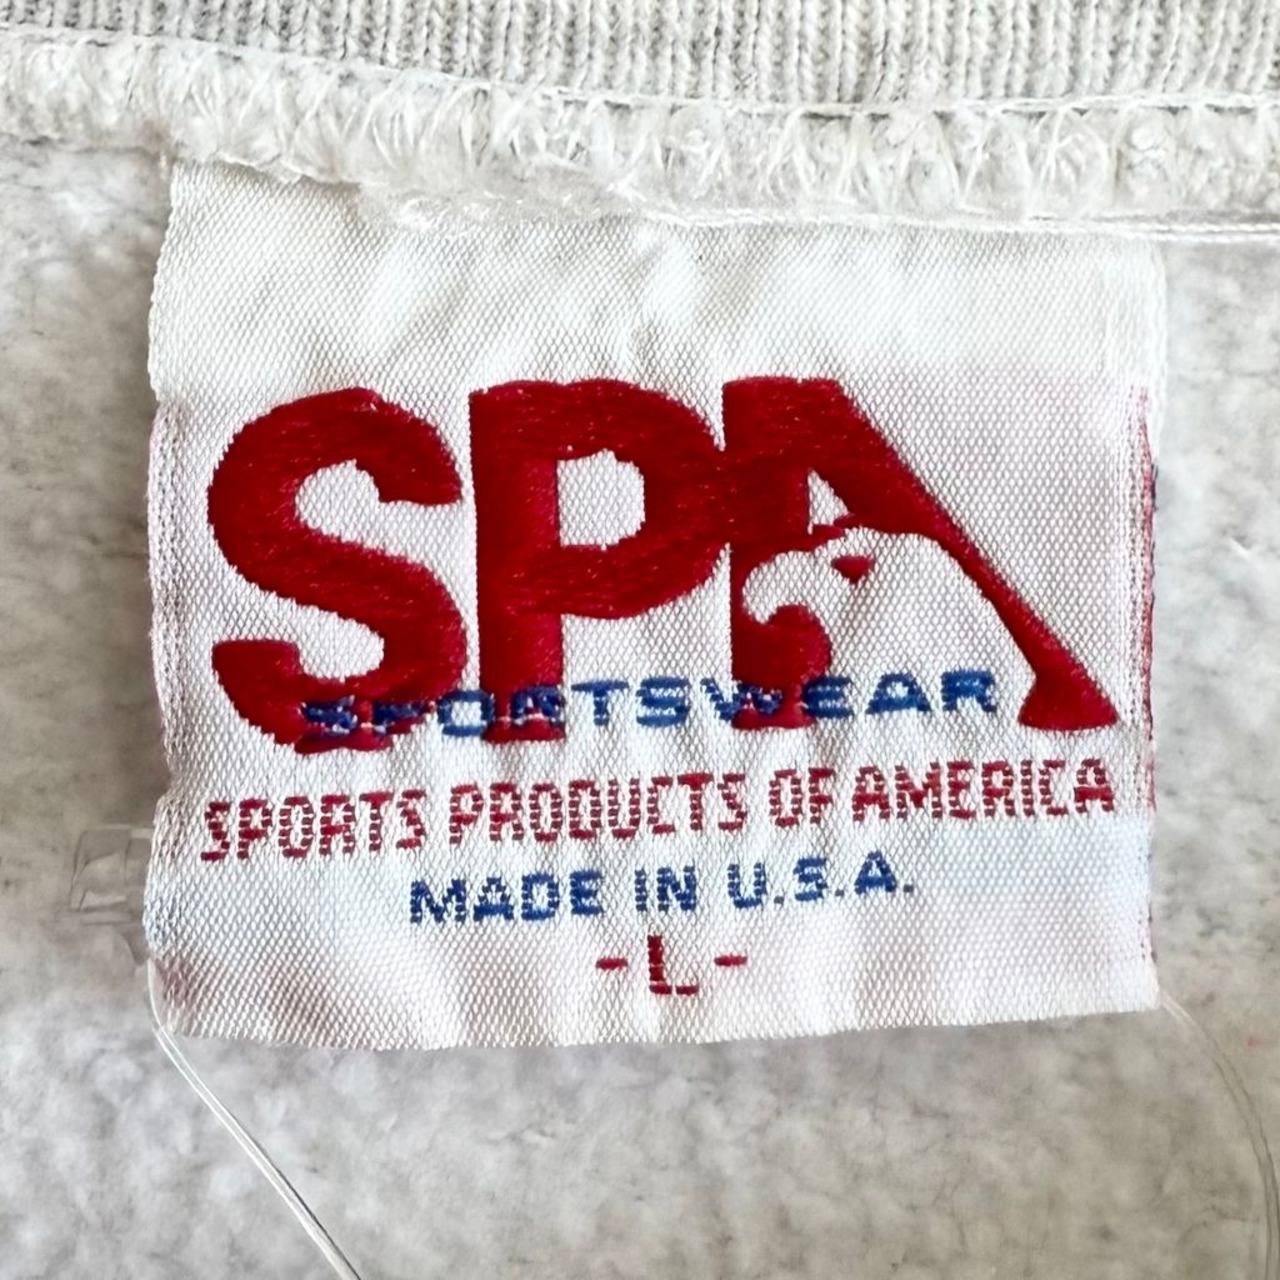 SPA
SPORTSWEAR
SPORTS PRODUCTS OF AMERICA
MADE IN U.S.A.
-L-